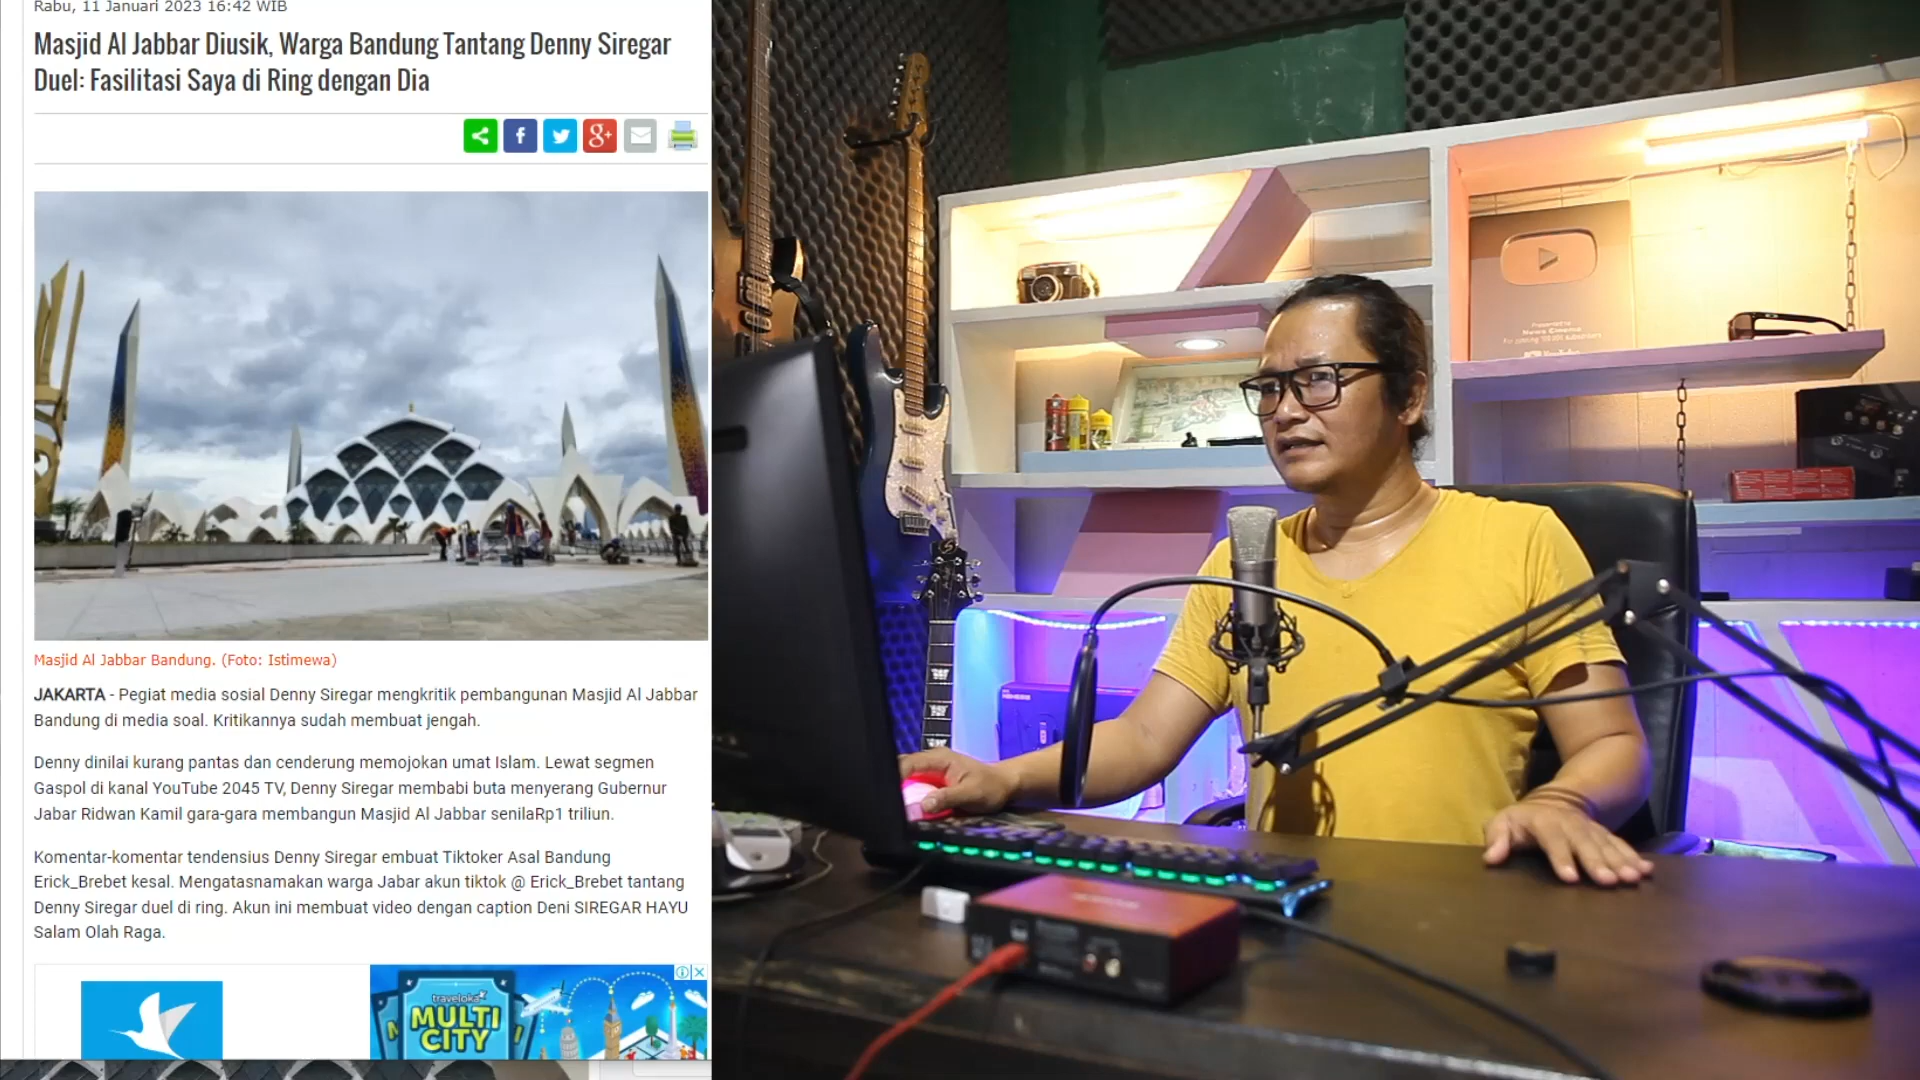 Rabu, 11 Januari 2023 16:42 WIB
Masjid Al Jabbar Diusik, Warga Bandung Tantang Denny Siregar
Duel: Fasilitasi Saya di Ring dengan Dia
Masjid Al Jabbar Bandung. (Foto: Istimewa)
JAKARTA - Pegiat media sosial Denny Siregar mengkritik pembangunan Masjid Al Jabbar
Bandung di media soal. Kritikannya sudah membuat jengah.
Denny dinilai kurang pantas dan cenderung memojokan umat Islam. Lewat segmen
Gaspol di kanal YouTube 2045 TV, Denny Siregar membabi buta menyerang Gubernur
Jabar Ridwan Kamil gara-gara membangun Masjid Al Jabbar senilaRp1 triliun.
Komentar-komentar tendensius Denny Siregar embuat Tiktoker Asal Bandung
Erick_Brebet kesal. Mengatasnamakan warga Jabar akun tiktok @ Erick_Brebet tantang
Denny Siregar duel di ring. Akun ini membuat video dengan caption Deni SIREGAR HAYU
Salam Olah Raga.
traveloka
MULTI
CITY
Presented to
News Cinema
YouTube